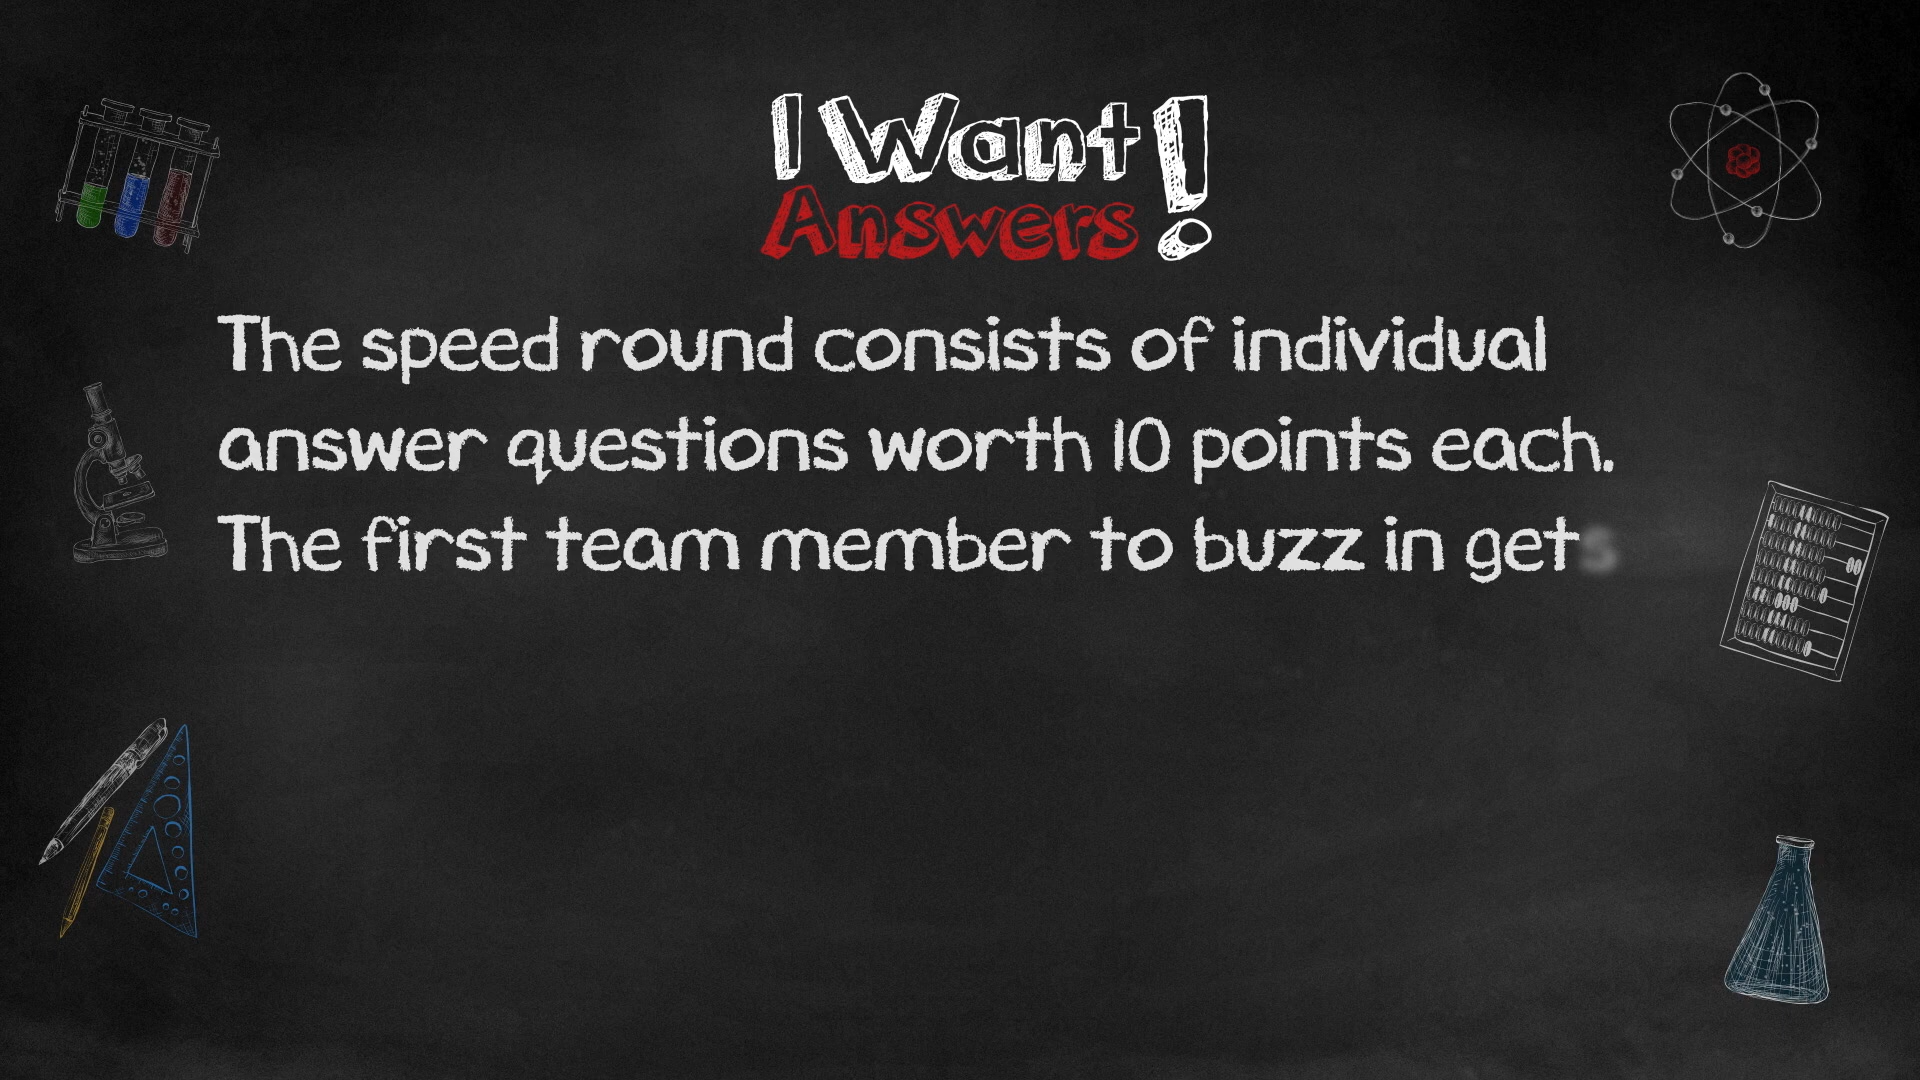 I Want!
Answers
The speed round consists of individual
answer questions worth 10 points each.
The first team member to buzz in gets